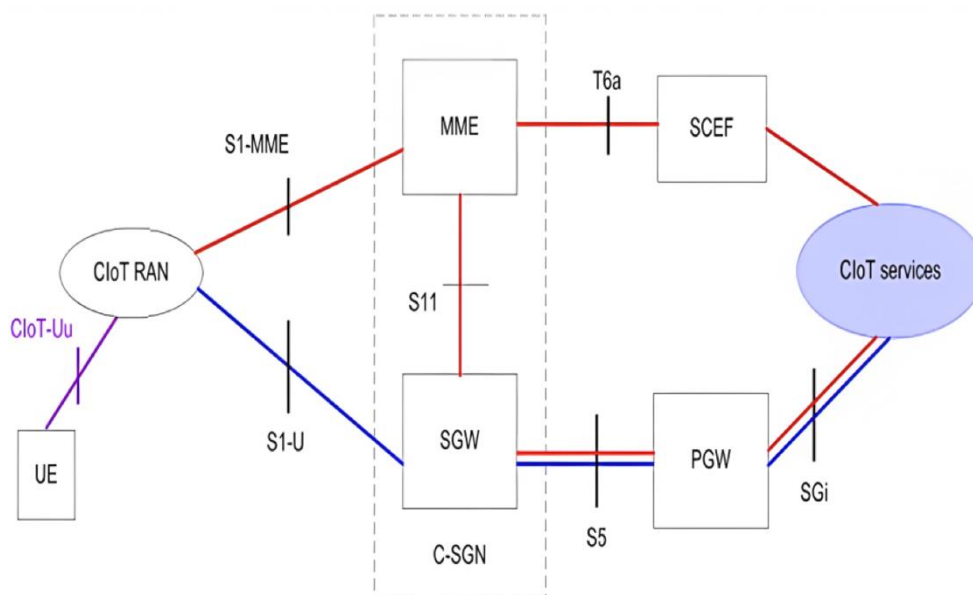 T6a
MME
SCEF
S1-MME
CIoT RAN
CIoT services
S11
CIoT-Uu
S1-U
SGW
PGW
UE
SGi
S5
C-SGN